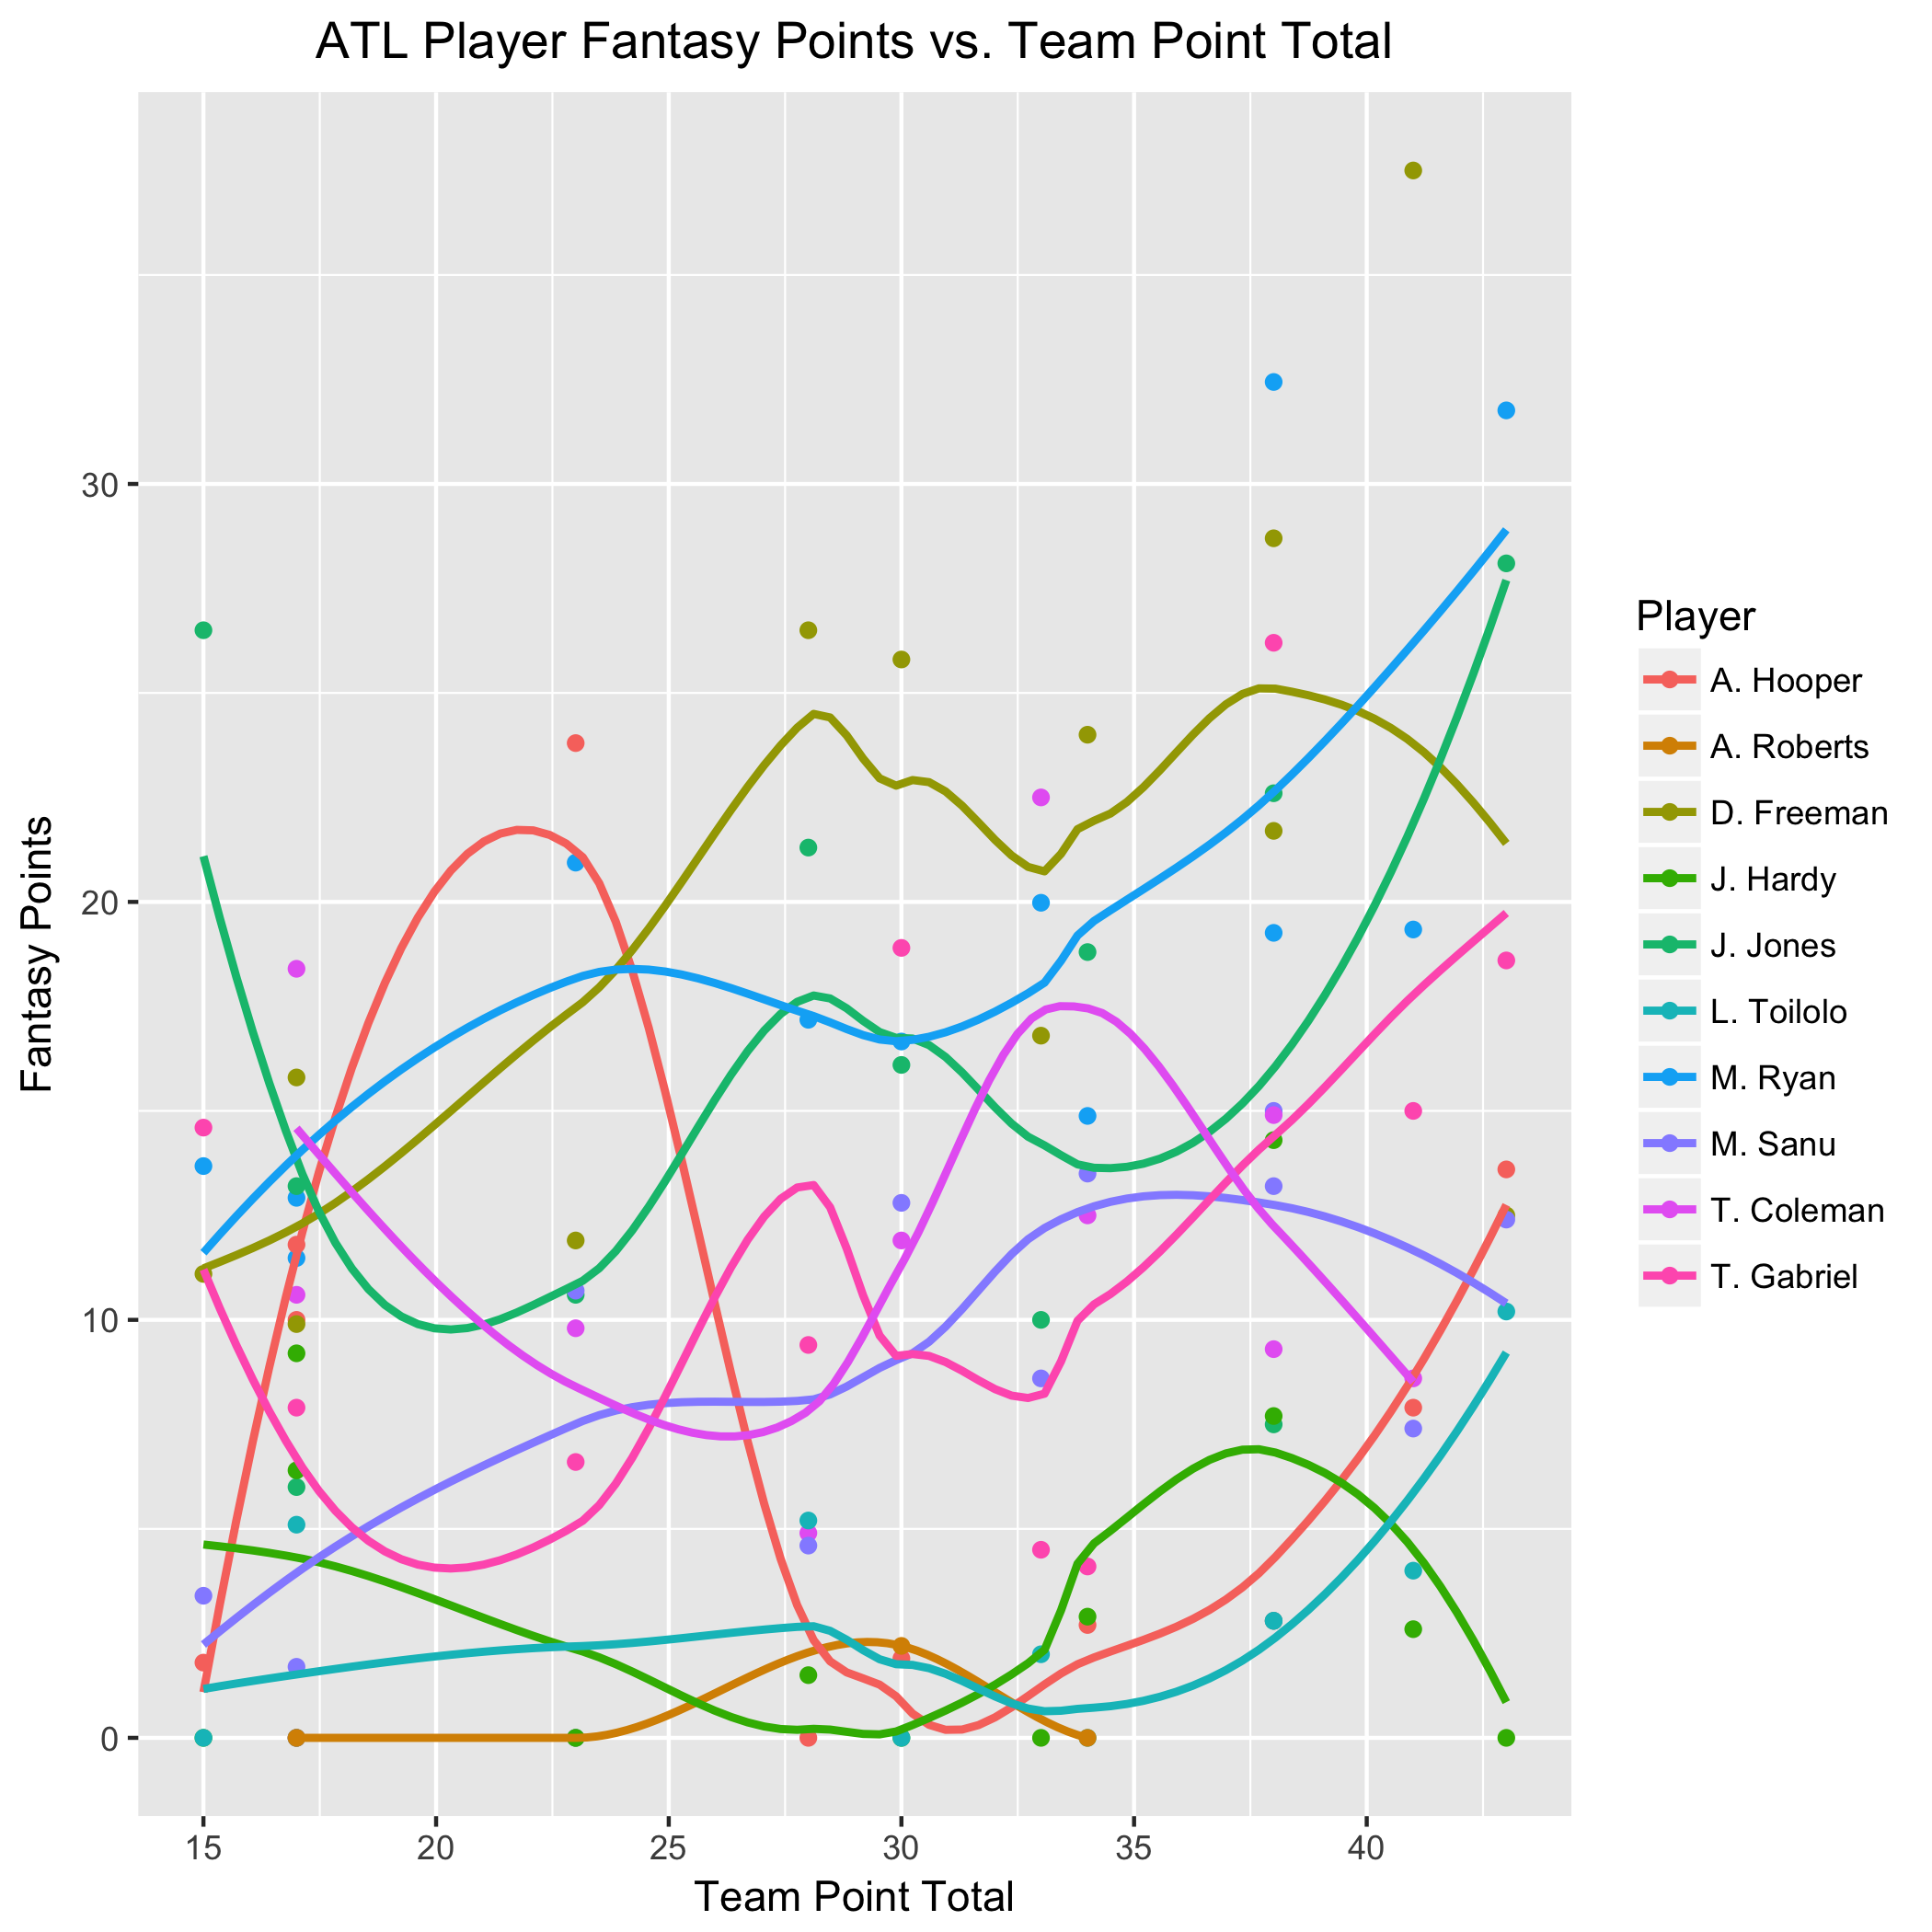 ATL Player Fantasy Points vs. Team Point Total
Fantasy Points
30
20
10
0
15
20
25
30
35
40
Team Point Total
Player
A. Hooper
A. Roberts
D. Freeman
J. Hardy
J. Jones
L. Toilolo
M. Ryan
M. Sanu
T. Coleman
T. Gabriel